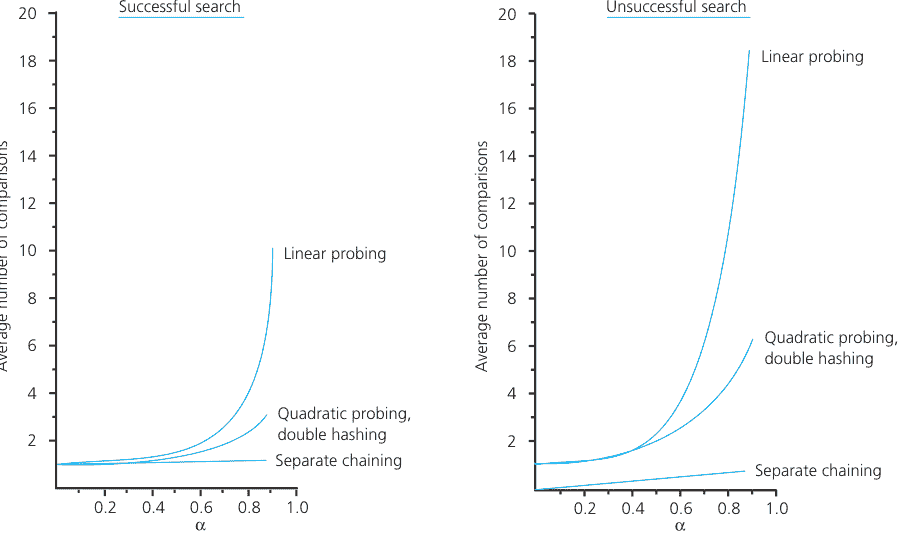 Successful search
20
18
16
14
12
10
8
6
4
2
Average number of comparisons
Linear probing
Quadratic probing,
double hashing
Separate chaining
0.2 0.4 0.6 0.8 1.0
α
Unsuccessful search
20
18
16
14
12
10
8
6
4
2
Average number of comparisons
Linear probing
Quadratic probing,
double hashing
Separate chaining
0.2 0.4 0.6 0.8 1.0
α